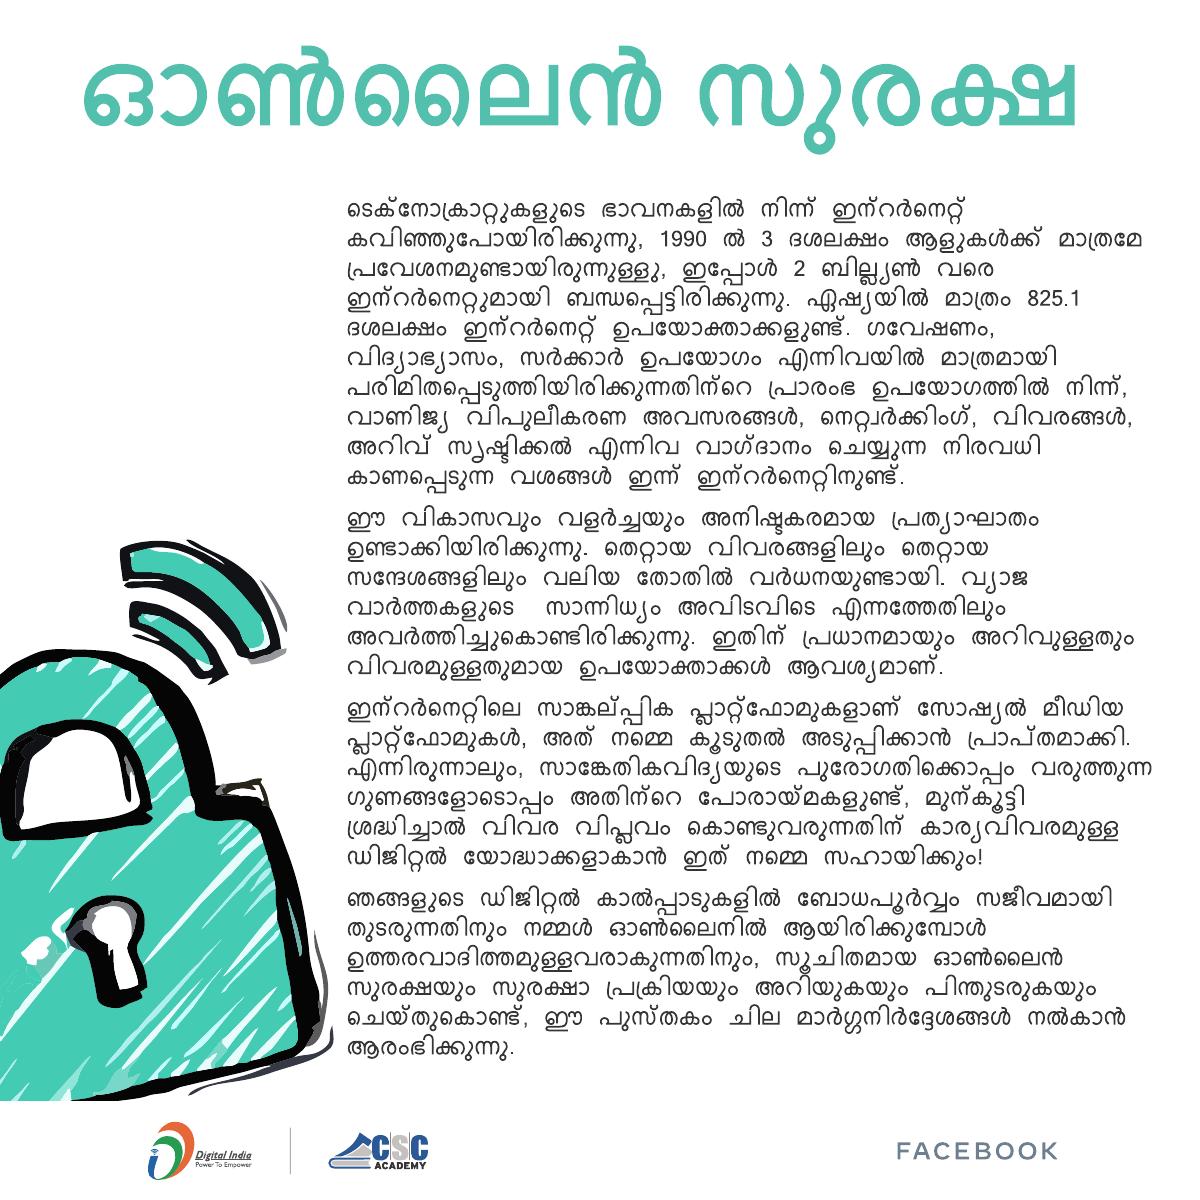 ഓൺലൈൻ സുരക്ഷ
ടെക്നോക്രാറ്റുകളുടെ ഭാവനകളിൽ നിന്ന് ഇന്റർനെറ്റ്
കവിഞ്ഞുപോയിരിക്കുന്നു, 1990 ൽ 3 ദശലക്ഷം ആളുകൾക്ക് മാത്രമേ
പ്രവേശനമുണ്ടായിരുന്നുള്ളു, ഇപ്പോൾ 2 ബില്ല്യൺ വരെ
ഇന്റർനെറ്റുമായി ബന്ധപ്പെട്ടിരിക്കുന്നു. ഏഷ്യയിൽ മാത്രം 825.1
ദശലക്ഷം ഇന്റർനെറ്റ് ഉപയോക്താക്കളുണ്ട്. ഗവേഷണം,
വിദ്യാഭ്യാസം, സർക്കാർ ഉപയോഗം എന്നിവയിൽ മാത്രമായി
പരിമിതപ്പെടുത്തിയിരിക്കുന്നതിന്റെ പ്രാരംഭ ഉപയോഗത്തിൽ നിന്ന്,
വാണിജ്യ വിപുലീകരണ അവസരങ്ങൾ, നെറ്റ്വർക്കിംഗ്, വിവരങ്ങൾ,
അറിവ് സൃഷ്ടിക്കൽ എന്നിവ വാഗ്ദാനം ചെയ്യുന്ന നിരവധി
കാണപ്പെടുന്ന വശങ്ങൾ ഇന്ന് ഇന്റർനെറ്റിനുണ്ട്.
ഈ വികാസവും വളർച്ചയും അനിഷ്ടകരമായ പ്രത്യാഘാതം
ഉണ്ടാക്കിയിരിക്കുന്നു. തെറ്റായ വിവരങ്ങളിലും തെറ്റായ
സന്ദേശങ്ങളിലും വലിയ തോതിൽ വർധനയുണ്ടായി. വ്യാജ
വാർത്തകളുടെ സാന്നിധ്യം അവിടവിടെ എന്നത്തേതിലും
അവർത്തിച്ചുകൊണ്ടിരിക്കുന്നു. ഇതിന് പ്രധാനമായും അറിവുള്ളതും
വിവരമുള്ളതുമായ ഉപയോക്താക്കൾ ആവശ്യമാണ്.
ഇന്റർനെറ്റിലെ സാങ്കല്പ്പിക പ്ലാറ്റ്ഫോമുകളാണ് സോഷ്യൽ മീഡിയ
പ്ലാറ്റ്ഫോമുകൾ, അത് നമ്മെ കൂടുതൽ അടുപ്പിക്കാൻ പ്രാപ്തമാക്കി.
എന്നിരുന്നാലും, സാങ്കേതികവിദ്യയുടെ പുരോഗതിക്കൊപ്പം വരുത്തുന്ന
ഗുണങ്ങളോടൊപ്പം അതിന്റെ പോരായ്മകളുണ്ട്, മുന്കൂട്ടി
ശ്രദ്ധിച്ചാൽ വിവര വിപ്ലവം കൊണ്ടുവരുന്നതിന് കാര്യവിവരമുള്ള
ഡിജിറ്റൽ യോദ്ധാക്കളാകാൻ ഇത് നമ്മെ സഹായിക്കും!
ഞങ്ങളുടെ ഡിജിറ്റൽ കാൽപ്പാടുകളിൽ ബോധപൂർവ്വം സജീവമായി
തുടരുന്നതിനും നമ്മൾ ഓൺലൈനിൽ ആയിരിക്കുമ്പോൾ
ഉത്തരവാദിത്തമുള്ളവരാകുന്നതിനും, സൂചിതമായ ഓൺലൈൻ
സുരക്ഷയും സുരക്ഷാ പ്രക്രിയയും അറിയുകയും പിന്തുടരുകയും
ചെയ്തുകൊണ്ട്, ഈ പുസ്തകം ചില മാർഗ്ഗനിർദ്ദേശങ്ങൾ നൽകാൻ
ആരംഭിക്കുന്നു.
Digital India
Power To Empower
CSC
ACADEMY
FACEBOOK